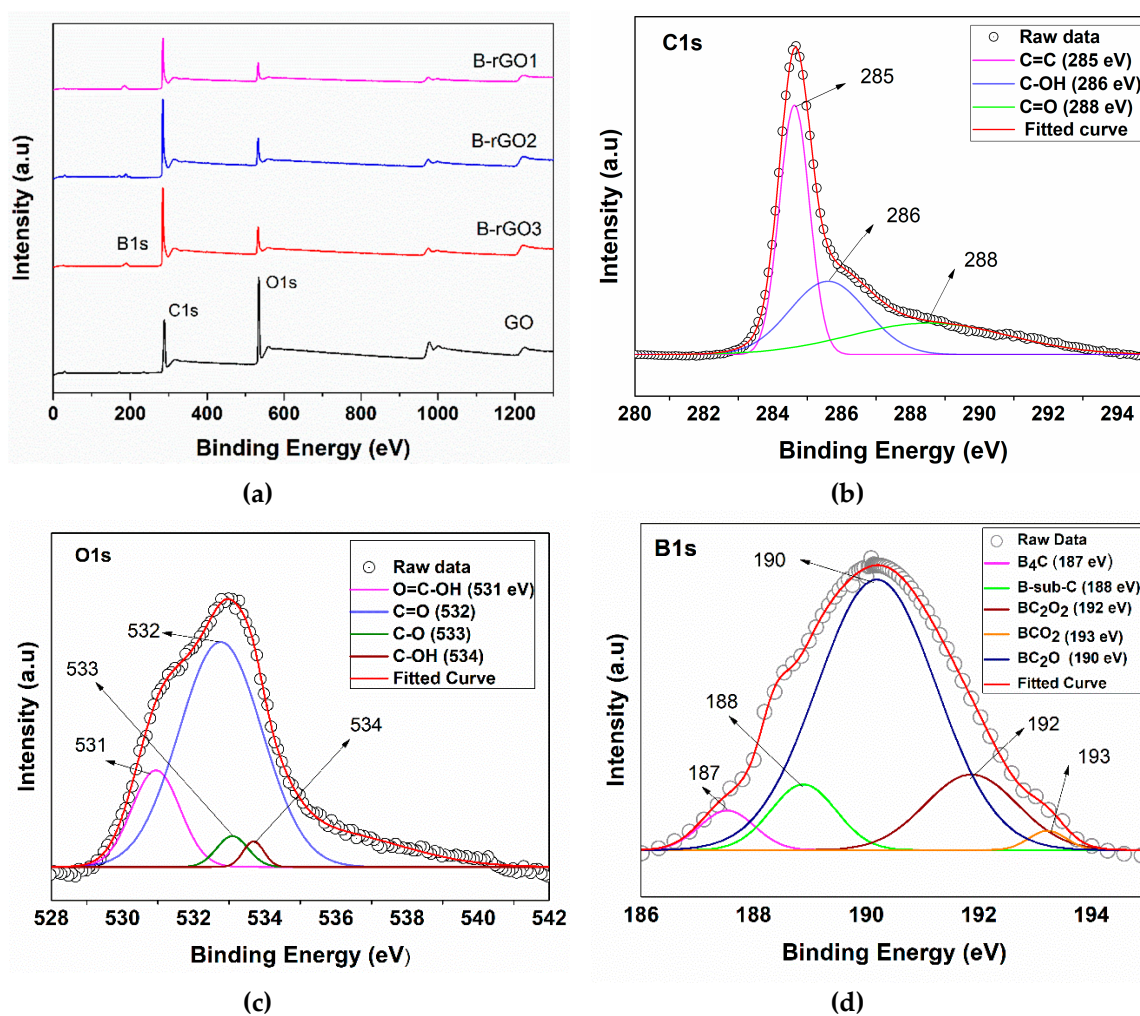 B-rGO1
B-rGO2
B-rGO3
B1s
C1s
O1s
GO
Intensity (a.u)
0 200 400 600 800 1000 1200
Binding Energy (eV)
(a)
C1s
Raw data
C=C (285 eV)
C-OH (286 eV)
C=O (288 eV)
Fitted curve
285
286
288
Intensity (a.u)
280 282 284 286 288 290 292 294
Binding Energy (eV)
(b)
O1s
Raw data
O=C-OH (531 eV)
C=O (532)
C-O (533)
C-OH (534)
Fitted Curve
532
533
531
534
Intensity (a.u)
528 530 532 534 536 538 540 542
Binding Energy (eV)
(c)
B1s
Raw Data
B₄C (187 eV)
B-sub-C (188 eV)
BC₂O₂ (192 eV)
BCO₂ (193 eV)
BC₂O (190 eV)
Fitted Curve
190
188
187
192
193
Intensity (a.u)
186 188 190 192 194
Binding Energy (eV)
(d)